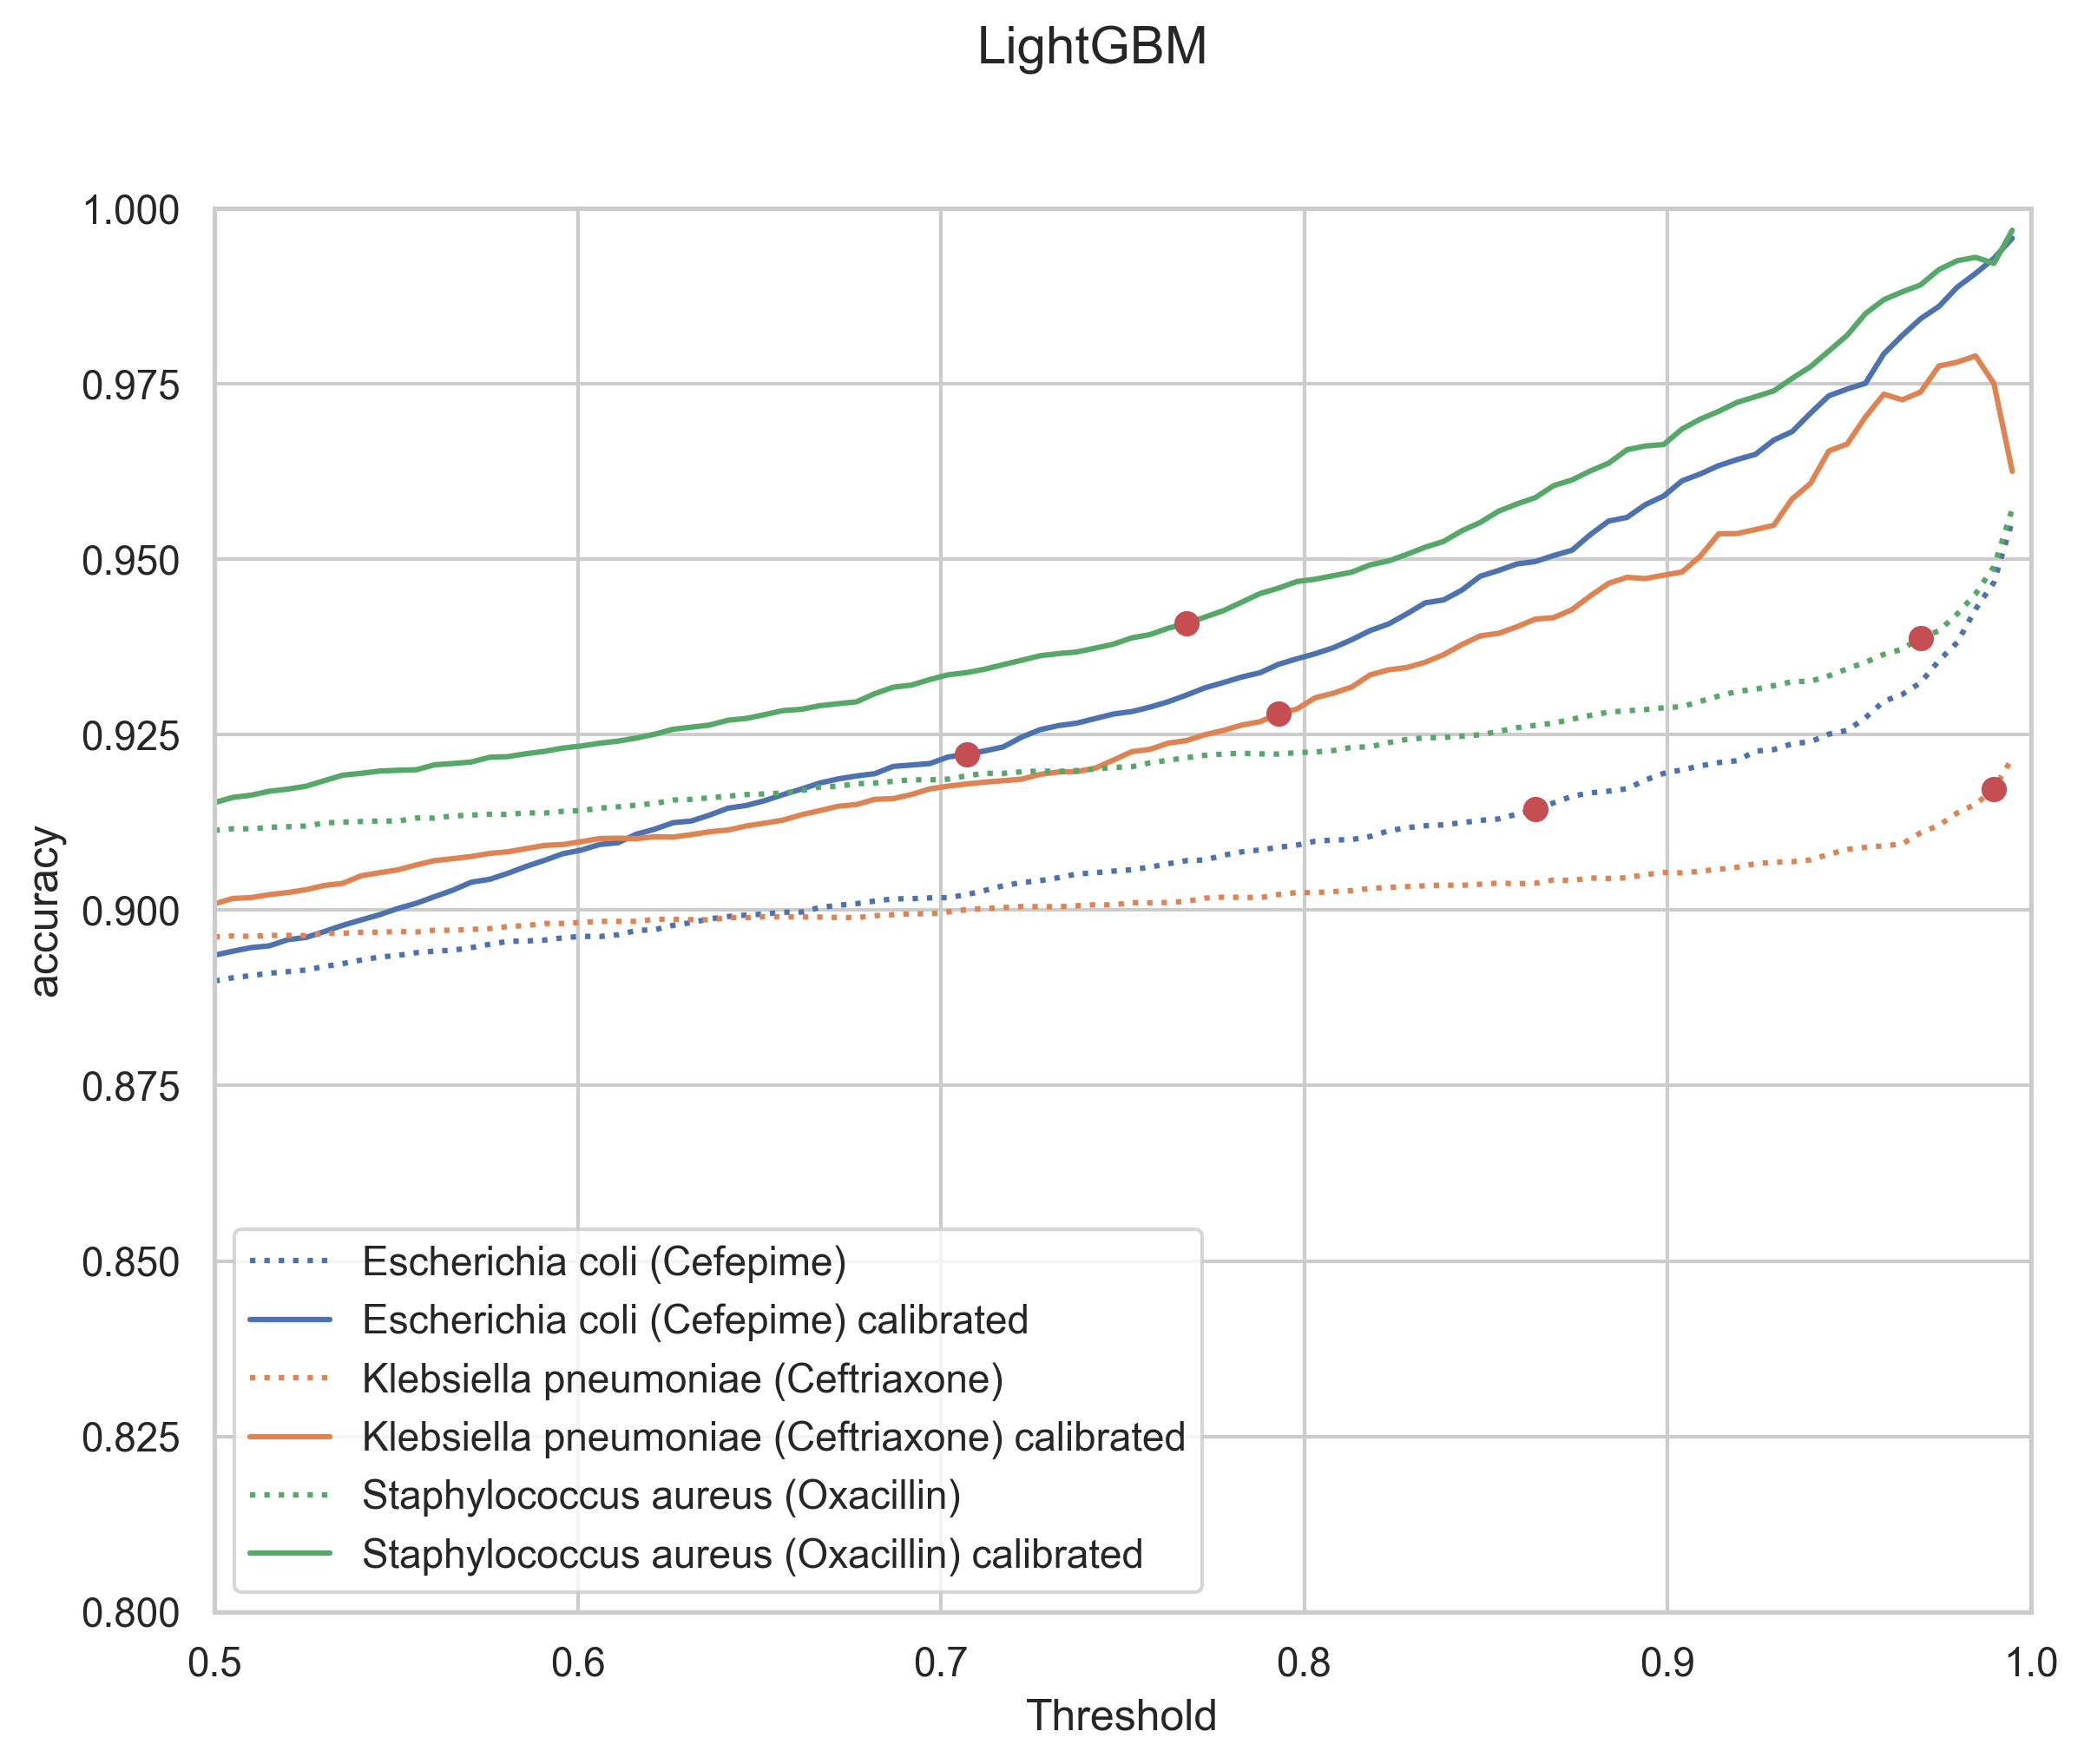 LightGBM
1.000
0.975
0.950
0.925
0.900
0.875
0.850
0.825
0.800
accuracy
Escherichia coli (Cefepime)
Escherichia coli (Cefepime) calibrated
Klebsiella pneumoniae (Ceftriaxone)
Klebsiella pneumoniae (Ceftriaxone) calibrated
Staphylococcus aureus (Oxacillin)
Staphylococcus aureus (Oxacillin) calibrated
0.5 0.6 0.7 0.8 0.9 1.0
Threshold